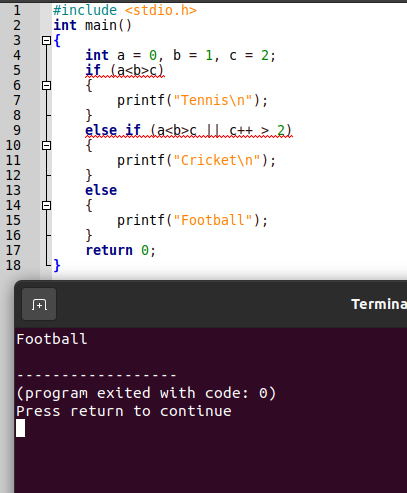 1 #include <stdio.h>
2 int main()
3 {
4 int a = 0, b = 1, c = 2;
5 if (a<b>c)
6 {
7 printf("Tennis\n");
8 }
9 else if (a<b>c || c++ > 2)
10 {
11 printf("Cricket\n");
12 }
13 else
14 {
15 printf("Football");
16 }
17 return 0;
18 }
Termina
Football
------------------
(program exited with code: 0)
Press return to continue